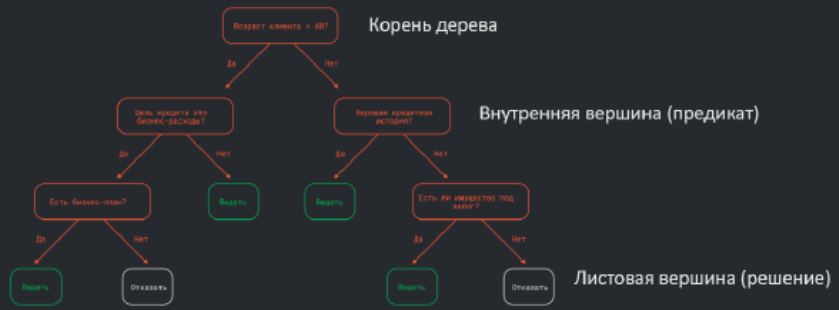 Возраст клиента > 40?
Корень дерева
Да
Нет
Цель кредита это
бизнес-расходы?
Хорошая кредитная
история?
Внутренняя вершина (предикат)
Да
Нет
Да
Нет
Есть бизнес-план?
Выдать
Выдать
Есть ли имущество под
залог?
Да
Нет
Да
Нет
Выдать
Отказать
Выдать
Отказать
Листовая вершина (решение)